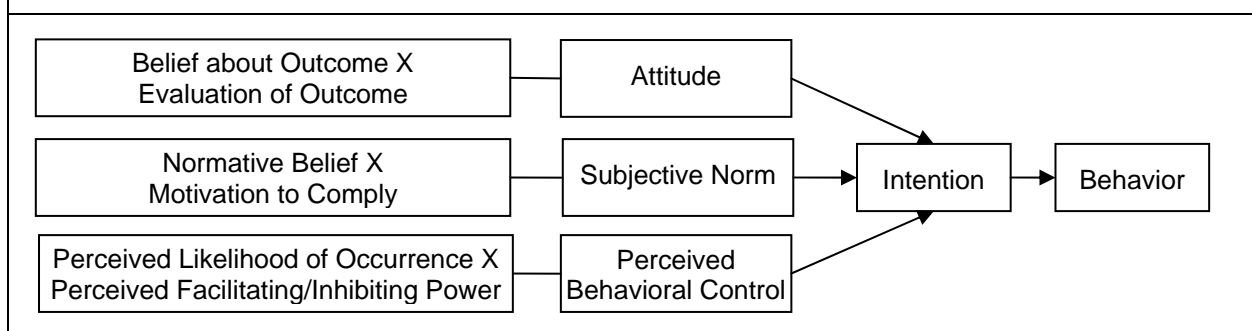 Belief about Outcome X
Evaluation of Outcome
Attitude
Normative Belief X
Motivation to Comply
Subjective Norm
Intention
Behavior
Perceived Likelihood of Occurrence X
Perceived Facilitating/Inhibiting Power
Perceived
Behavioral Control